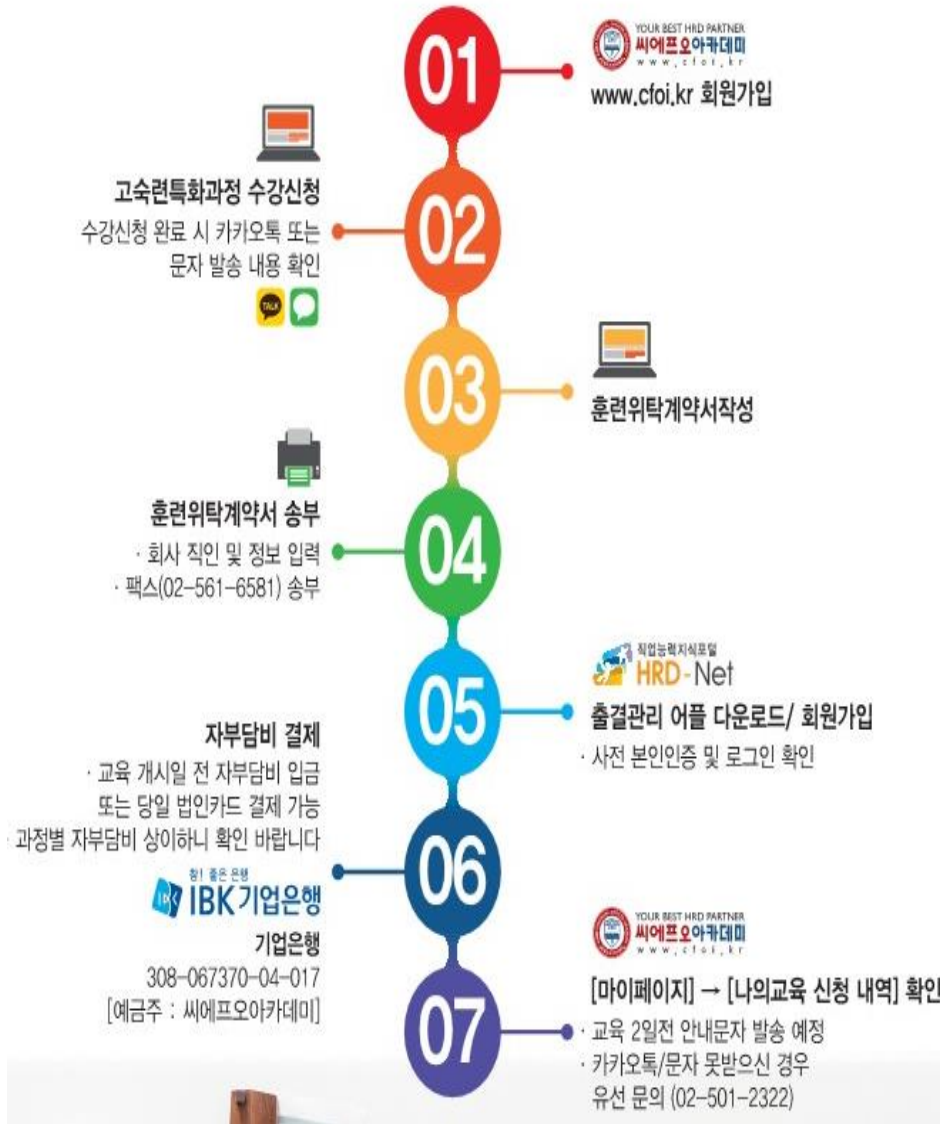 01
YOUR BEST HRD PARTNER
씨에프오아카데미
www.cfoi.kr
www.cfoi.kr 회원가입
02
고숙련특화과정 수강신청
수강신청 완료 시 카카오톡 또는
문자 발송 내용 확인
TALK
03
훈련위탁계약서작성
04
훈련위탁계약서 송부
· 회사 직인 및 정보 입력
· 팩스(02-561-6581) 송부
05
직업능력지식포털
HRD-Net
출결관리 어플 다운로드/ 회원가입
· 사전 본인인증 및 로그인 확인
06
자부담비 결제
· 교육 개시일 전 자부담비 입금
또는 당일 법인카드 결제 가능
· 과정별 자부담비 상이하니 확인 바랍니다
참! 좋은 은행
IBK 기업은행
기업은행
308-067370-04-017
[예금주 : 씨에프오아카데미]
07
YOUR BEST HRD PARTNER
씨에프오아카데미
www.cfoi.kr
[마이페이지] → [나의교육 신청 내역] 확인
· 교육 2일전 안내문자 발송 예정
· 카카오톡/문자 못받으신 경우
유선 문의 (02-501-2322)